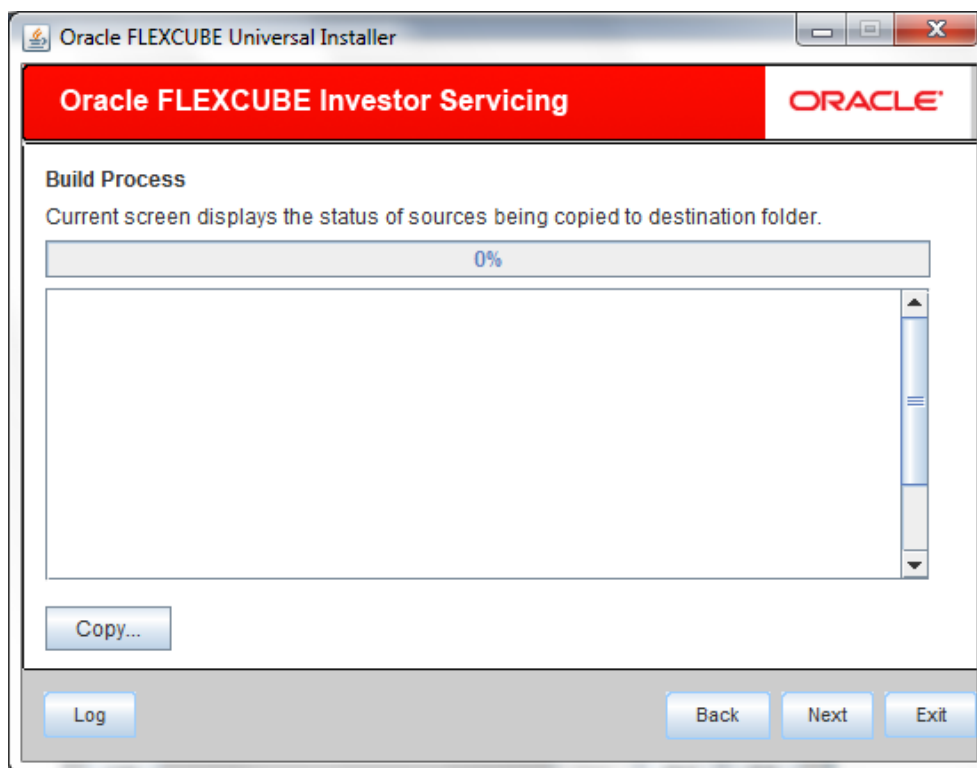 Oracle FLEXCUBE Universal Installer
Oracle FLEXCUBE Investor Servicing
ORACLE
Build Process
Current screen displays the status of sources being copied to destination folder.
0%
Copy...
Log
Back
Next
Exit